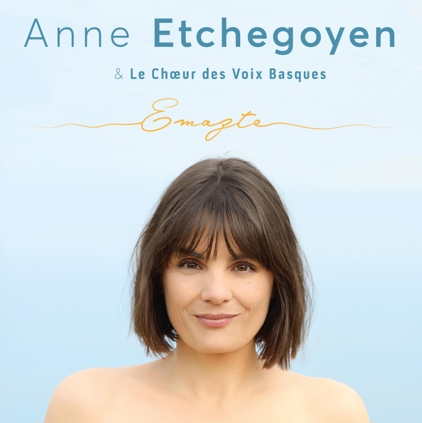 Anne Etchegoyen
& Le Chœur des Voix Basques
Emazte